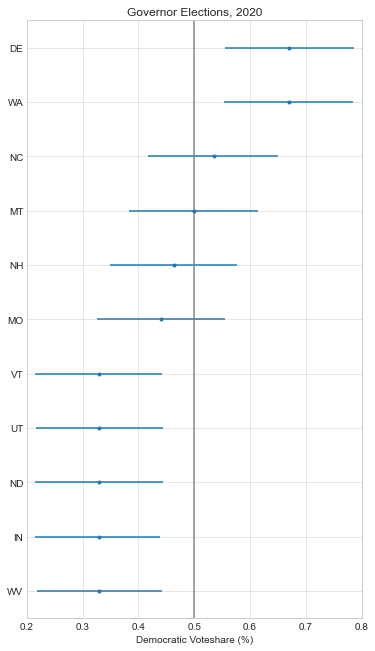 Governor Elections, 2020
DE
WA
NC
MT
NH
MO
VT
UT
ND
IN
WV
0.2 0.3 0.4 0.5 0.6 0.7 0.8
Democratic Voteshare (%)